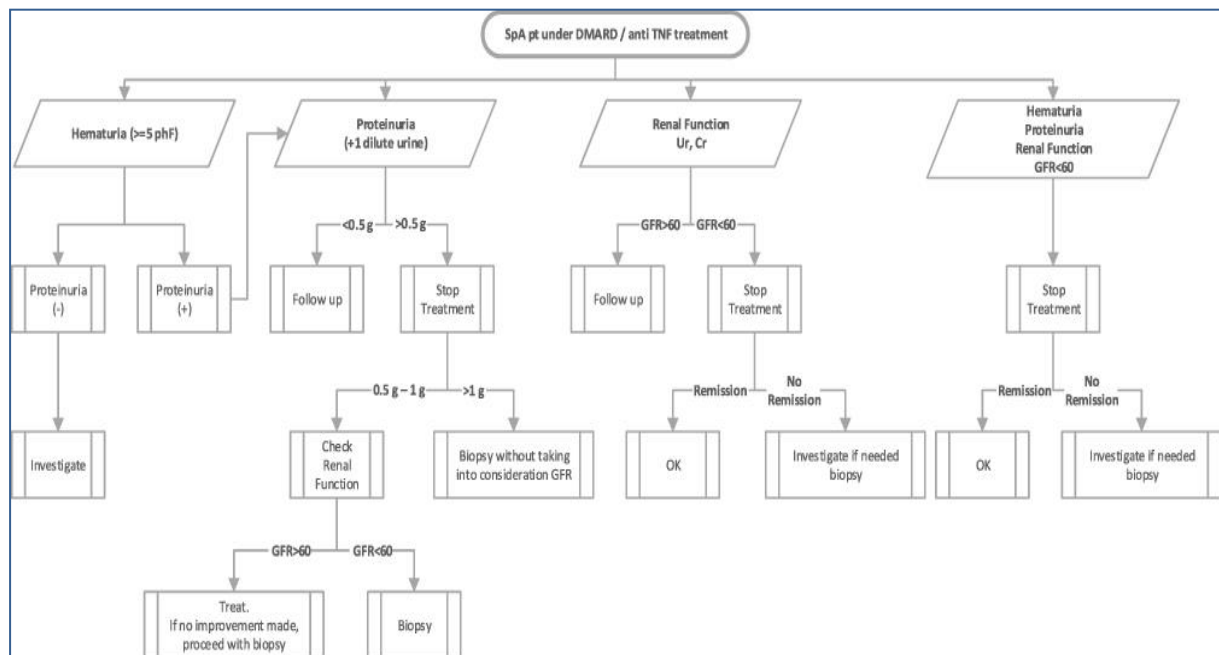 SpA pt under DMARD / anti TNF treatment
Hematuria (>=5 phF)
Proteinuria
(+1 dilute urine)
Renal Function
Ur, Cr
Hematuria
Proteinuria
Renal Function
GFR<60
<0.5 g
>0.5 g
GFR>60
GFR<60
Proteinuria
(-)
Proteinuria
(+)
Follow up
Stop
Treatment
Follow up
Stop
Treatment
Stop
Treatment
0.5 g – 1 g
>1 g
Remission
No
Remission
Remission
No
Remission
Investigate
Check
Renal
Function
Biopsy without taking
into consideration GFR
OK
Investigate if needed
biopsy
OK
Investigate if needed
biopsy
GFR>60
GFR<60
Treat.
If no improvement made,
proceed with biopsy
Biopsy